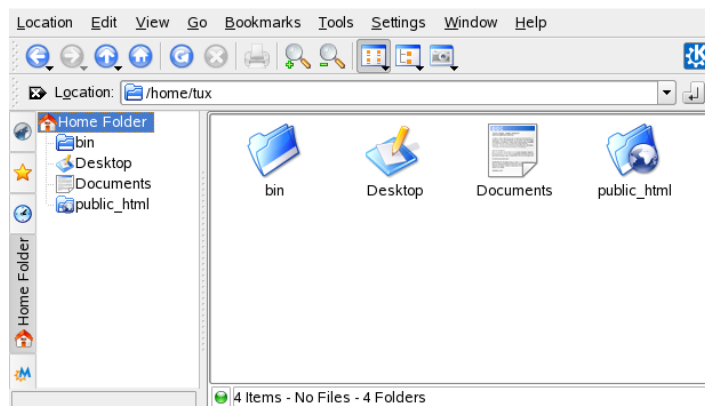 Location Edit View Go Bookmarks Tools Settings Window Help
Location: /home/tux
Home Folder
bin
Desktop
Documents
public_html
Home Folder
bin Desktop Documents public_html
4 Items - No Files - 4 Folders